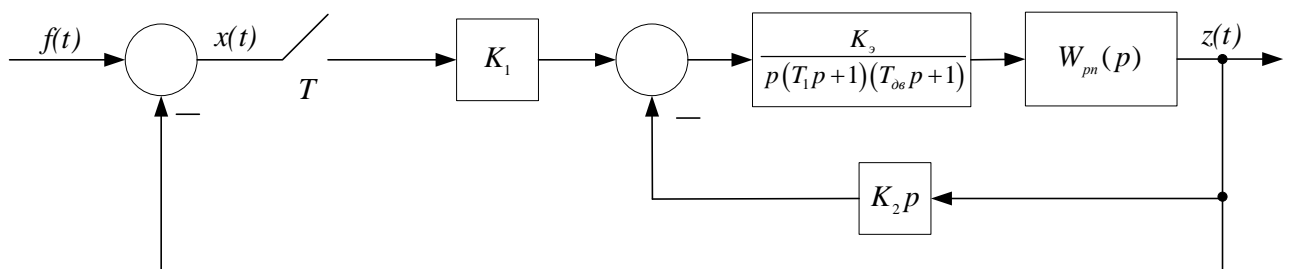 f(t)
x(t)
T
K₁
Kэ
p(T₁p+1)(Tдвp+1)
Wрп(p)
z(t)
K₂p
—
—